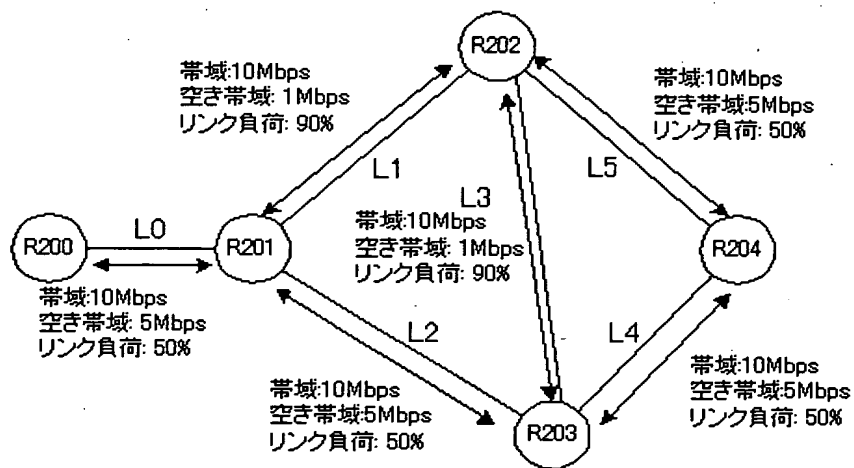 R202
帯域:10Mbps
空き帯域: 1Mbps
リンク負荷: 90%
帯域:10Mbps
空き帯域:5Mbps
リンク負荷: 50%
L1
L3
L5
帯域:10Mbps
空き帯域: 1Mbps
リンク負荷: 90%
R200
L0
R201
R204
帯域:10Mbps
空き帯域: 5Mbps
リンク負荷: 50%
L2
L4
帯域:10Mbps
空き帯域:5Mbps
リンク負荷: 50%
帯域:10Mbps
空き帯域:5Mbps
リンク負荷: 50%
R203